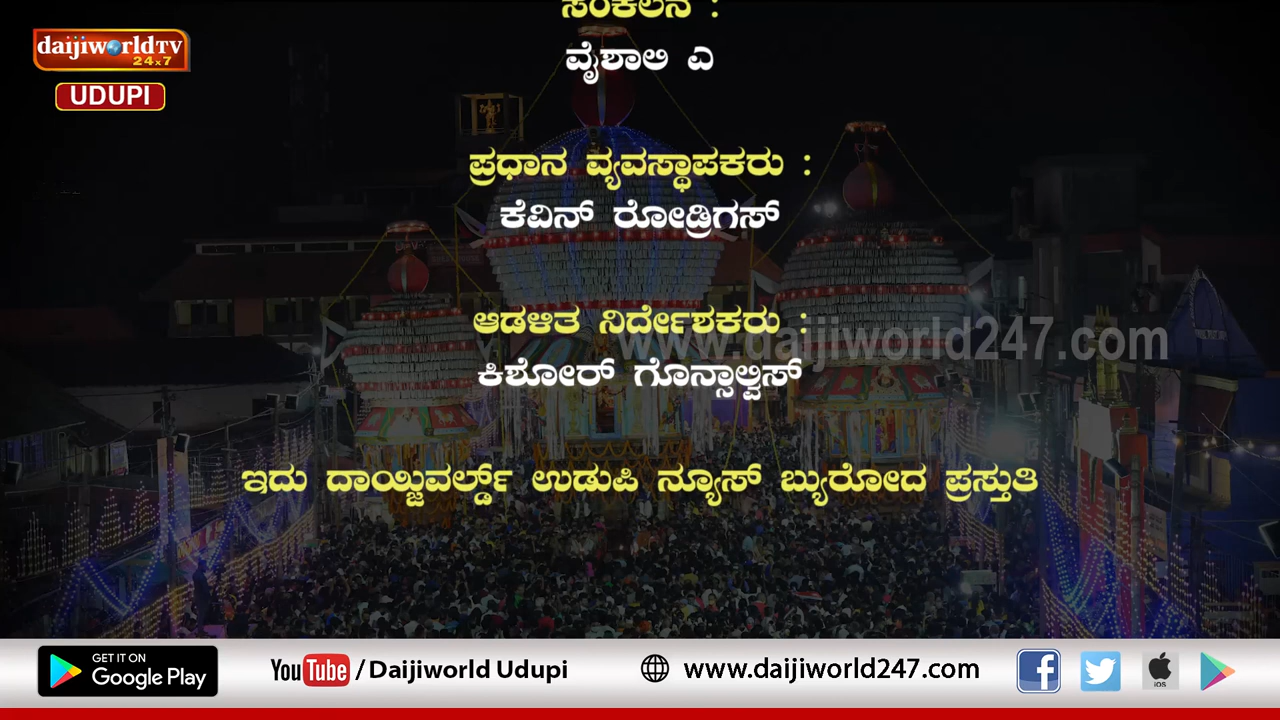 ಸಂಕಲನ :
daijiworldTV
24x7
ವೈಶಾಲಿ ಎ
UDUPI
ಪ್ರಧಾನ ವ್ಯವಸ್ಥಾಪಕರು :
ಕೆವಿನ್ ರೋಡ್ರಿಗಸ್
ಆಡಳಿತ ನಿರ್ದೇಶಕರು :
www.daijiworld247.com
ಕಿಶೋರ್ ಗೊನ್ಸಾಲ್ವಿಸ್
ಇದು ದಾಯ್ಜಿವರ್ಲ್ಡ್ ಉಡುಪಿ ನ್ಯೂಸ್ ಬ್ಯುರೋದ ಪ್ರಸ್ತುತಿ
GET IT ON
Google Play
YouTube / Daijiworld Udupi
www.daijiworld247.com
iOS